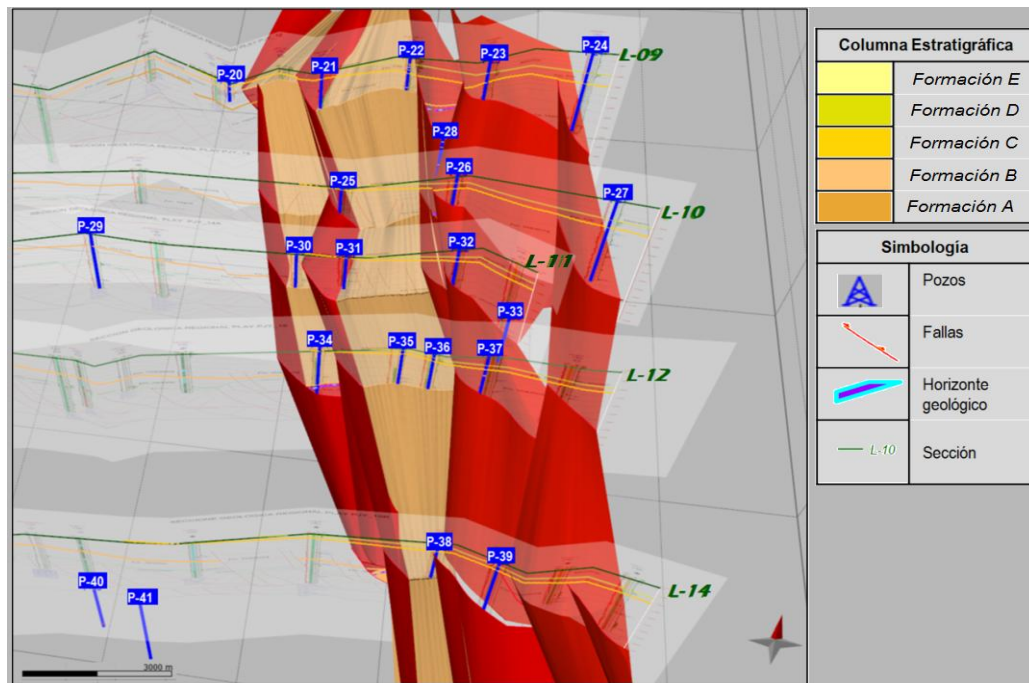 P-24
L-09
P-22
P-23
P-21
P-20
P-28
P-26
P-25
P-27
L-10
P-29
P-30
P-31
P-32
L-11
P-33
P-34
P-35
P-36
P-37
L-12
P-38
P-39
P-40
P-41
L-14
3000 m
Columna Estratigráfica
Formación E
Formación D
Formación C
Formación B
Formación A
Simbología
Pozos
Fallas
Horizonte
geológico
L-10
Sección